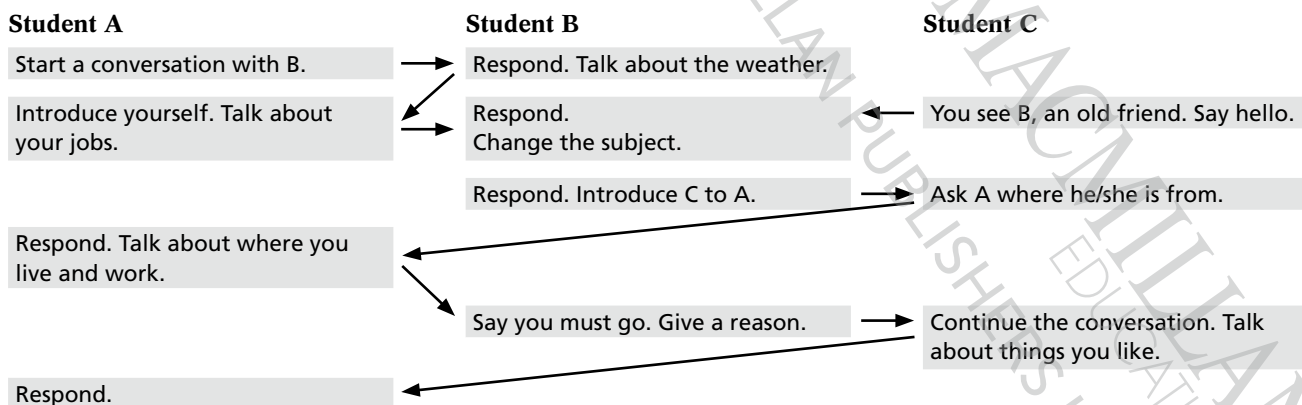 Student A
Student B
Student C
Start a conversation with B.
Respond. Talk about the weather.
Introduce yourself. Talk about
your jobs.
Respond.
Change the subject.
You see B, an old friend. Say hello.
Respond. Introduce C to A.
Ask A where he/she is from.
Respond. Talk about where you
live and work.
Say you must go. Give a reason.
Continue the conversation. Talk
about things you like.
Respond.
MACMILLAN
PUBLISHERS